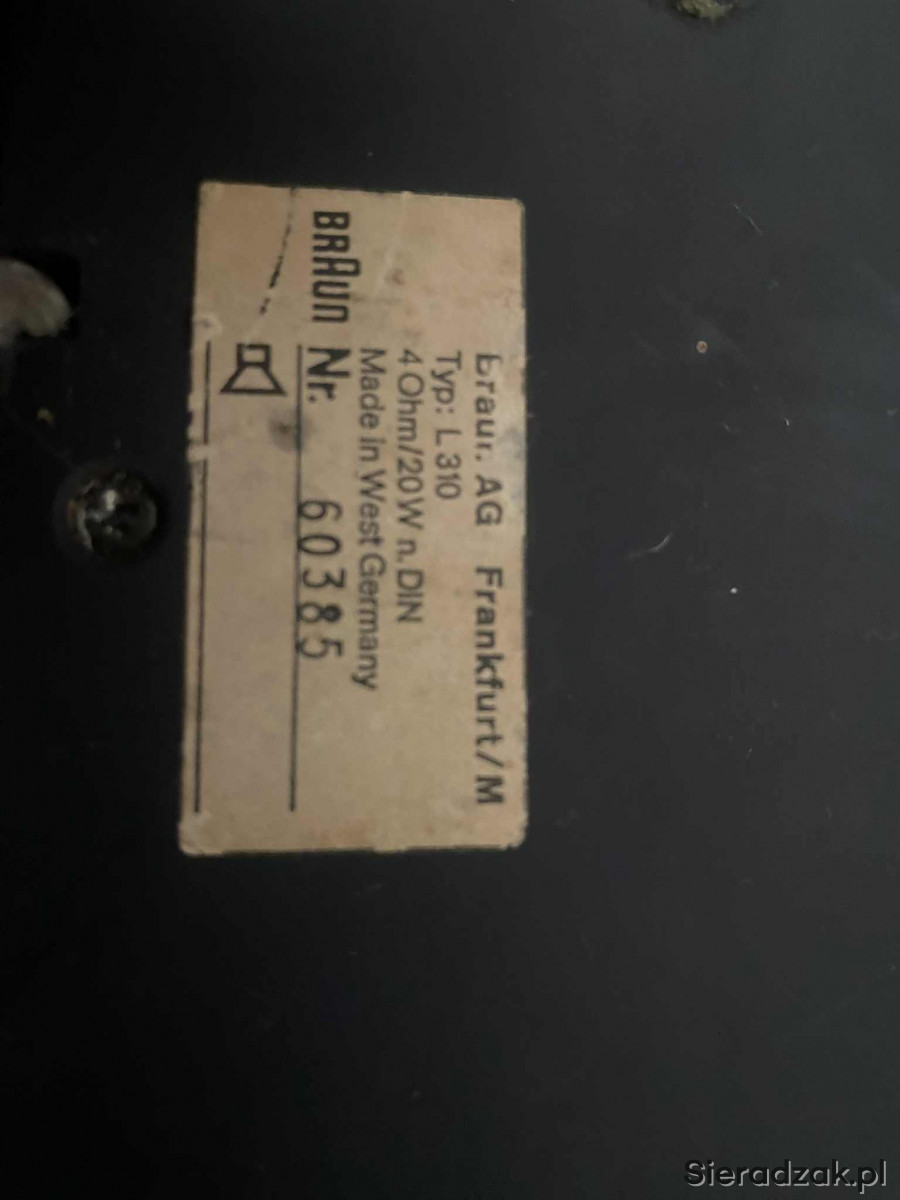 Braun AG Frankfurt/M
Typ: L 310
4 Ohm/20 W n. DIN
Made in West Germany
BRAUN Nr. 60385
Sieradzak.pl